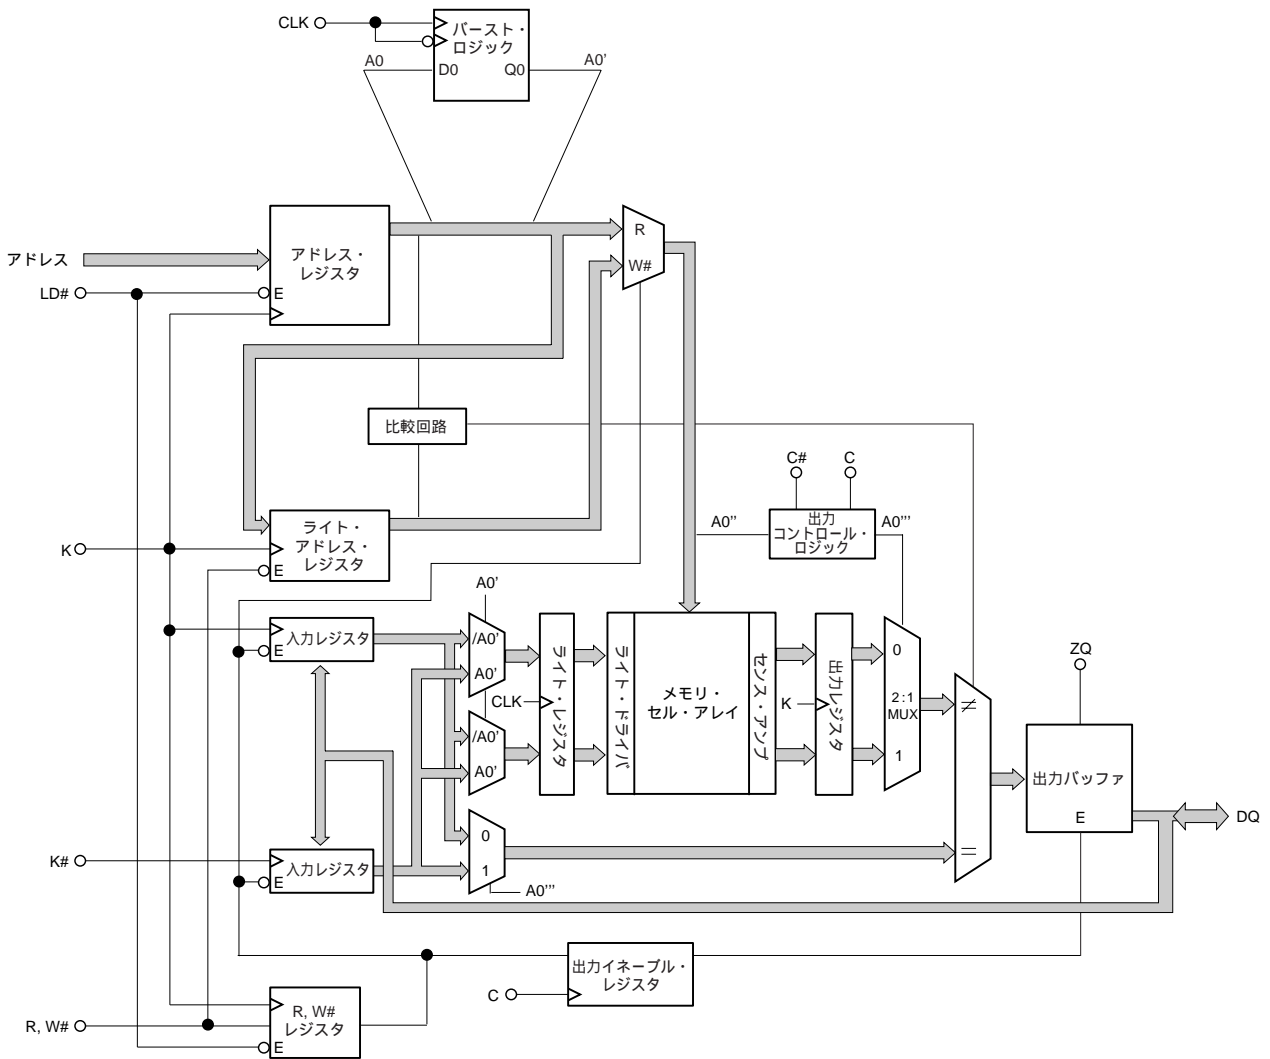 CLK
バースト・
ロジック
A0
D0
Q0
A0’
アドレス
アドレス・
レジスタ
LD#
E
R
W#
比較回路
C#
C
A0’’
出力
コントロール・
ロジック
A0’’’
K
ライト・
アドレス・
レジスタ
E
A0’
入力レジスタ
E
/A0’
A0’
CLK
/A0’
A0’
ライト・レジスタ
ライト・ドライバ
メモリ・
セル・アレイ
センス・アンプ
K
出力レジスタ
0
2:1
MUX
1
≠
=
ZQ
出力バッファ
E
DQ
K#
入力レジスタ
E
0
1
A0’’’
出力イネーブル・
レジスタ
C
R, W#
R, W#
レジスタ
E